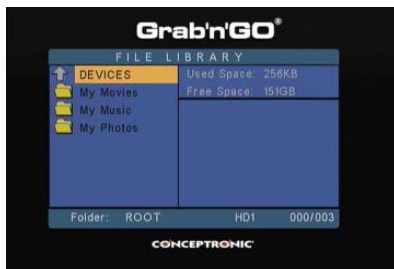 Grab'n'GO®
FILE LIBRARY
DEVICES
My Movies
My Music
My Photos
Used Space: 256KB
Free Space: 151GB
Folder: ROOT HD1 000/003
CONCEPTRONIC